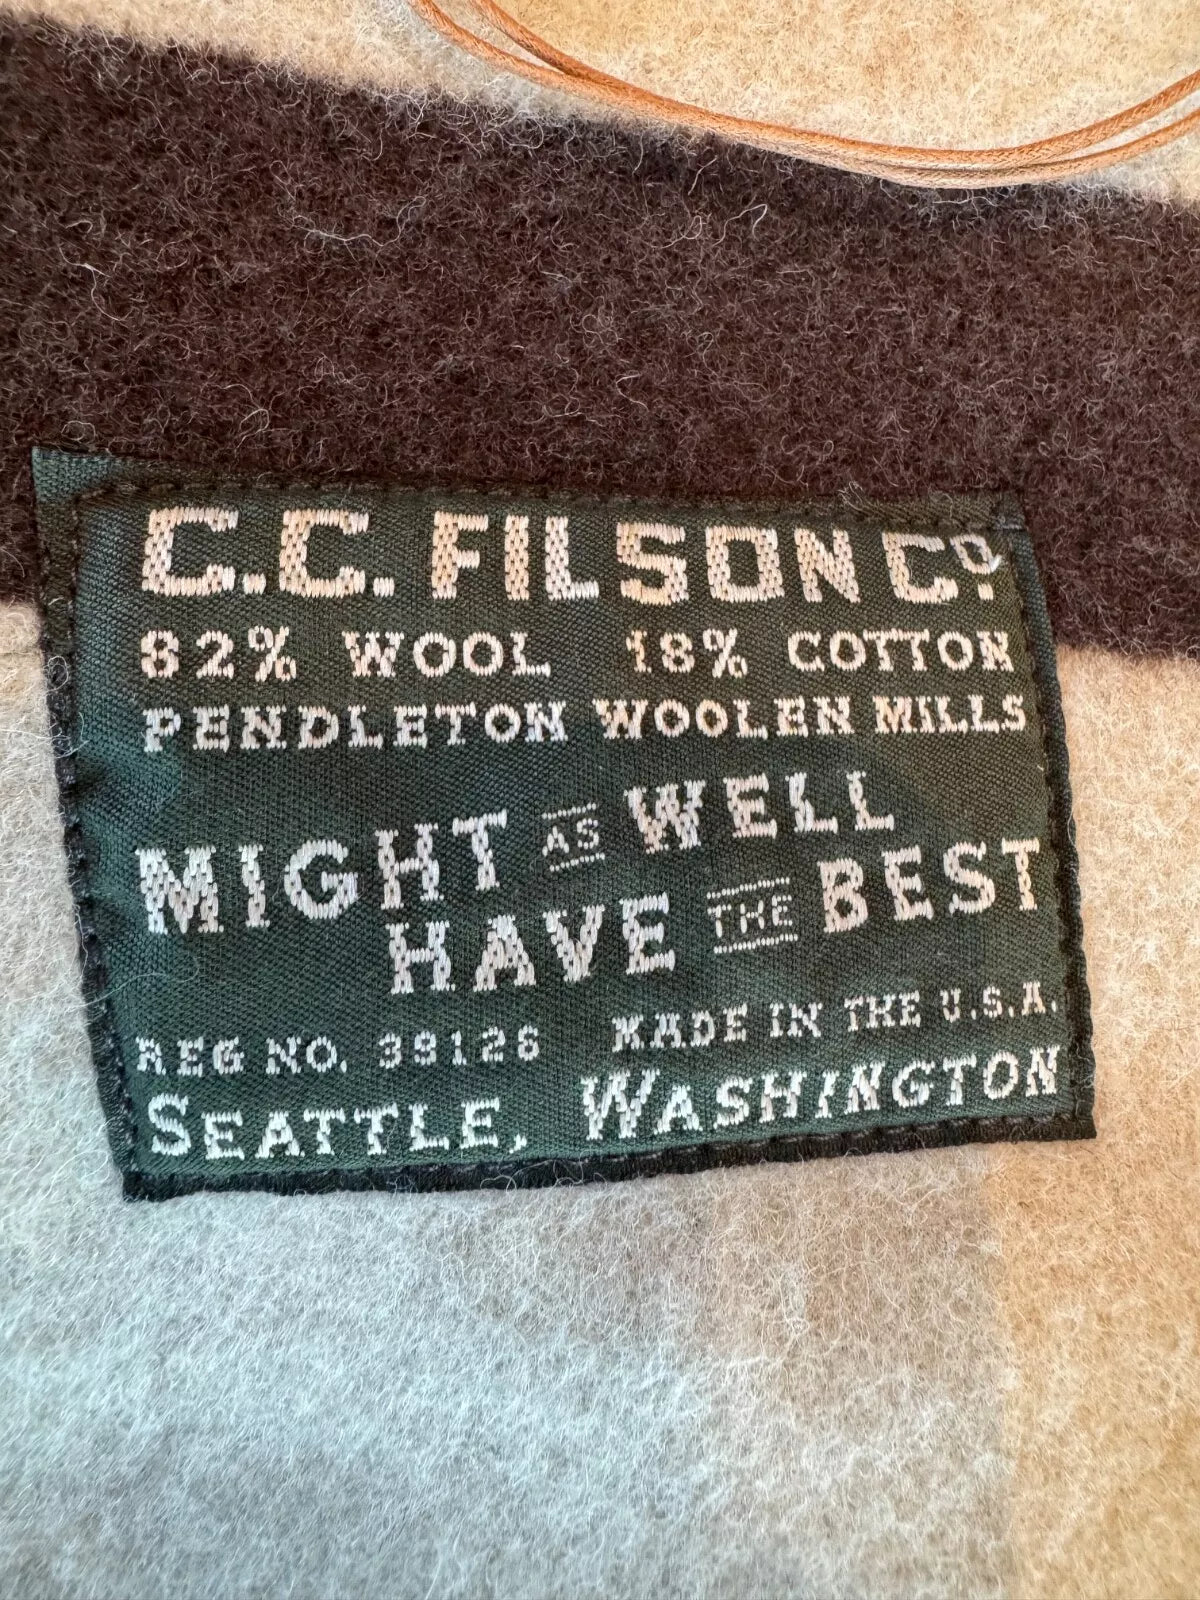 C.C. FILSON Co.
82% WOOL 18% COTTON
PENDLETON WOOLEN MILLS
MIGHT AS WELL
HAVE THE BEST
REG NO. 39126 MADE IN THE U.S.A.
SEATTLE, WASHINGTON